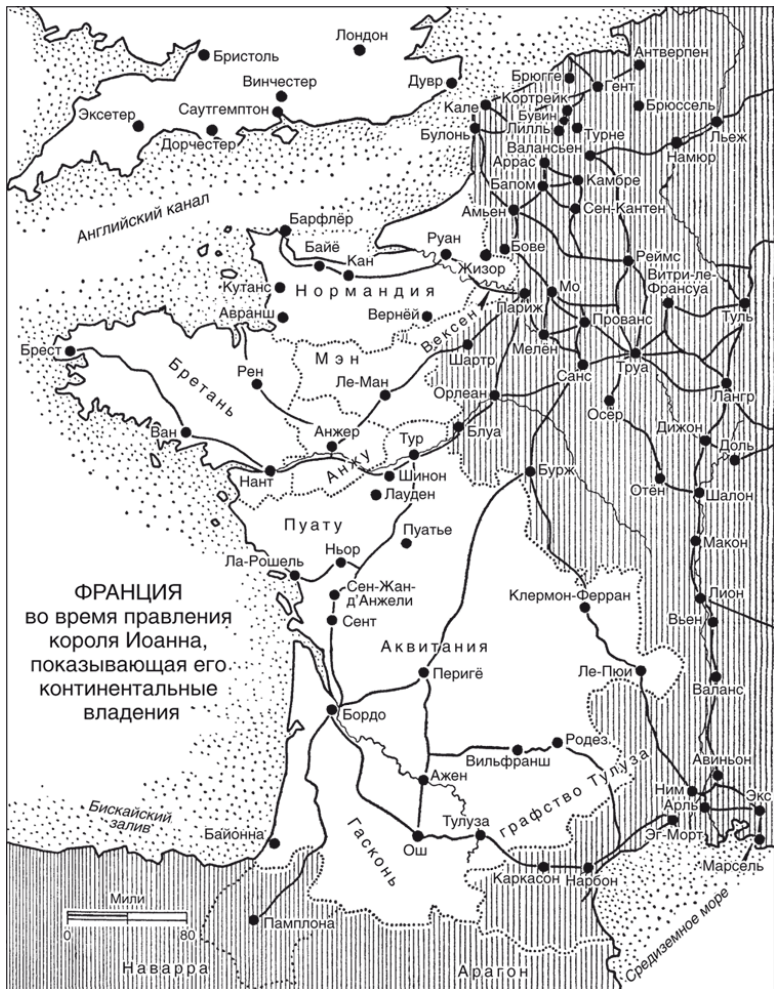 Лондон
Бристоль
Антверпен
Винчестер
Дувр
Брюгге
Гент
Кортрейк
Кале
Саутгемптон
Эксетер
Бувин
Брюссель
Булонь
Лилль
Турне
Льеж
Дорчестер
Валансьен
Намюр
Аррас
Бапом
Камбре
Английский канал
Амьен
Сен-Кантен
Барфлёр
Руан
Бове
Байё
Кан
Жизор
Реймс
Витри-ле-
Франсуа
Кутанс
Нормандия
Мо
Париж
Авранш
Верней
Вексен
Прованс
Туль
Брест
Мэн
Мелён
Шартр
Бретань
Рен
Ле-Ман
Санс
Труа
Орлеан
Лангр
Осер
Ван
Анжер
Тур
Блуа
Дижон
Доль
Нант
Анжу
Шинон
Бурж
Отён
Шалон
Лауден
Пуату
Пуатье
Макон
Ньор
Ла-Рошель
Сен-Жан-
д’Анжели
Клермон-Ферран
Лион
Сент
Вьен
ФРАНЦИЯ
во время правления
короля Иоанна,
показывающая его
континентальные
владения
Аквитания
Перигё
Ле-Пюи
Валанс
Бордо
Вильфранш
Родез
Авиньон
Ажен
графство Тулуза
Ним
Экс
Бискайский
залив
Арль
Байонна
Гасконь
Ош
Тулуза
Эг-Морт
Марсель
Каркасон
Нарбон
Мили
0
80
Памплона
Средиземное море
Наварра
Арагон